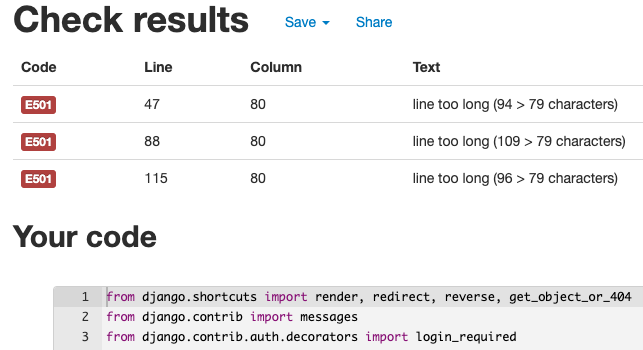 Check results Save Share
Code Line Column Text
E501 47 80 line too long (94 > 79 characters)
E501 88 80 line too long (109 > 79 characters)
E501 115 80 line too long (96 > 79 characters)
Your code
1 from django.shortcuts import render, redirect, reverse, get_object_or_404
2 from django.contrib import messages
3 from django.contrib.auth.decorators import login_required